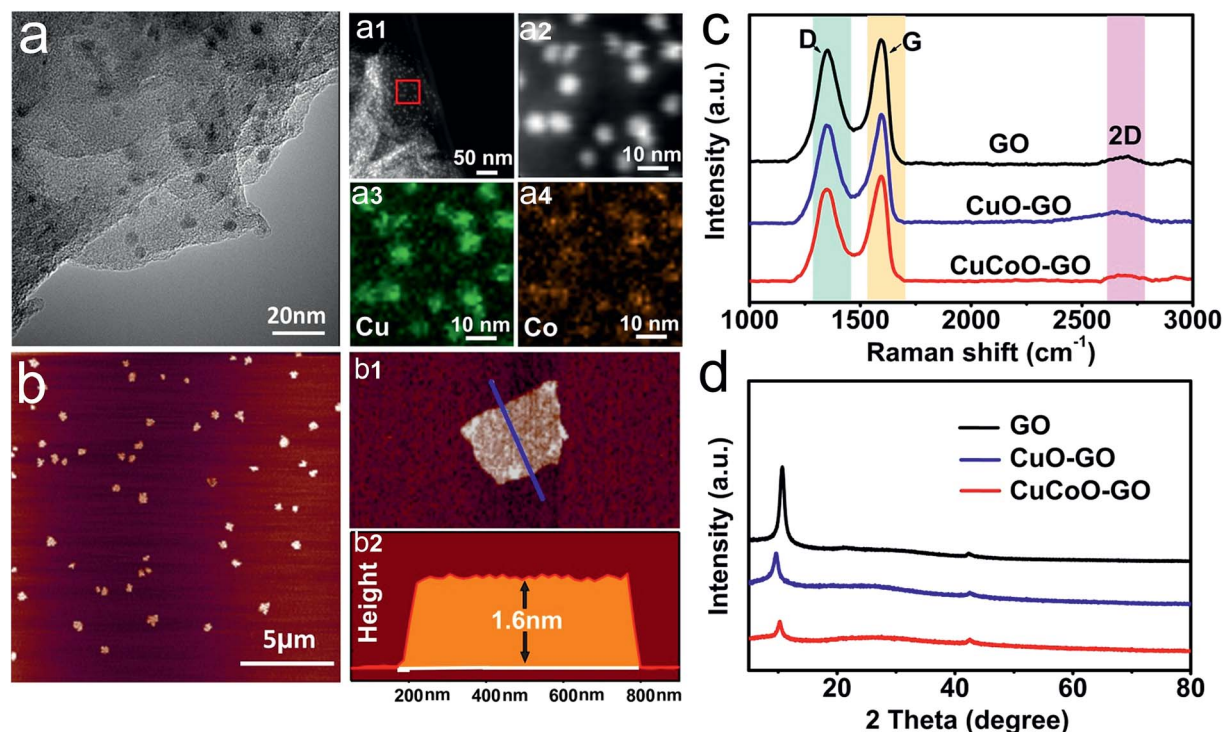 a
20nm
a1
50 nm
a2
10 nm
a3
Cu
10 nm
a4
Co
10 nm
b
5μm
b1
b2
Height
1.6nm
200nm 400nm 600nm 800nm
c
D
G
2D
GO
CuO-GO
CuCoO-GO
Intensity (a.u.)
1000 1500 2000 2500 3000
Raman shift (cm⁻¹)
d
GO
CuO-GO
CuCoO-GO
Intensity (a.u.)
20 40 60 80
2 Theta (degree)